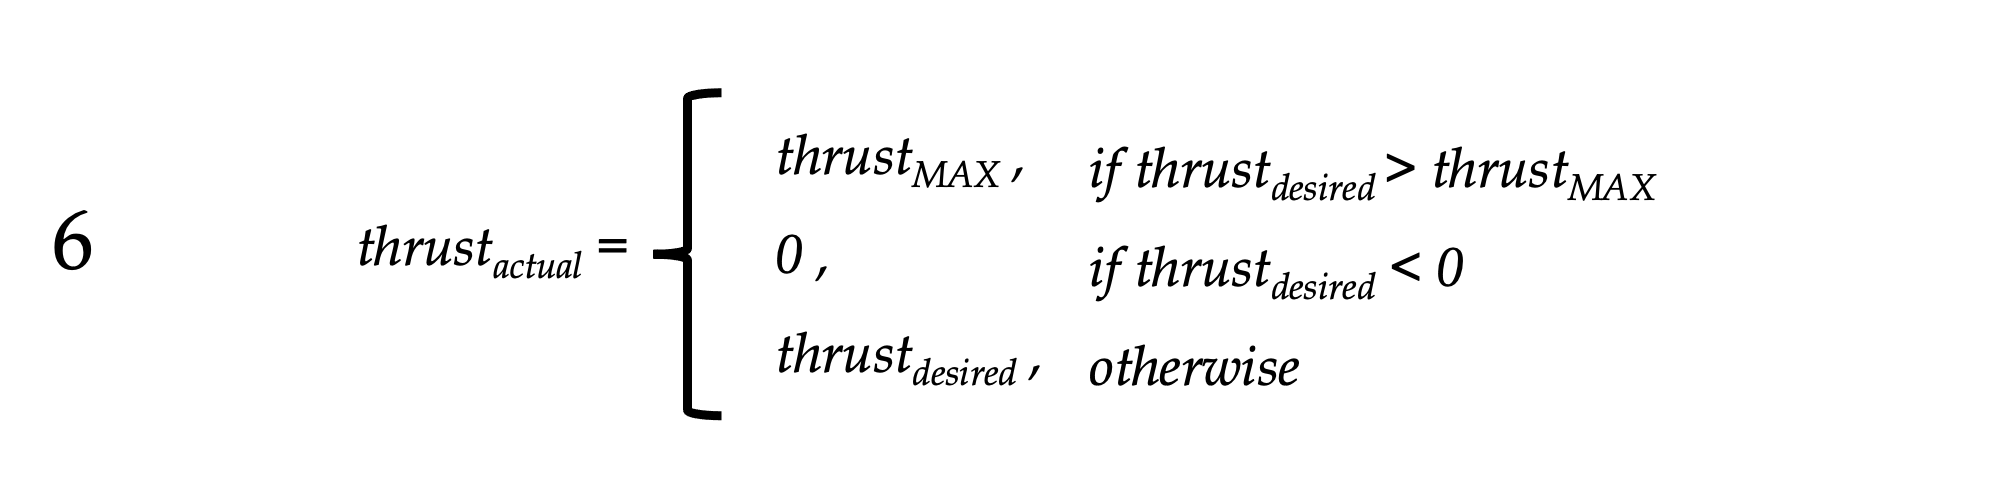 6
thrust_actual =
thrust_MAX , if thrust_desired > thrust_MAX
0 , if thrust_desired < 0
thrust_desired , otherwise